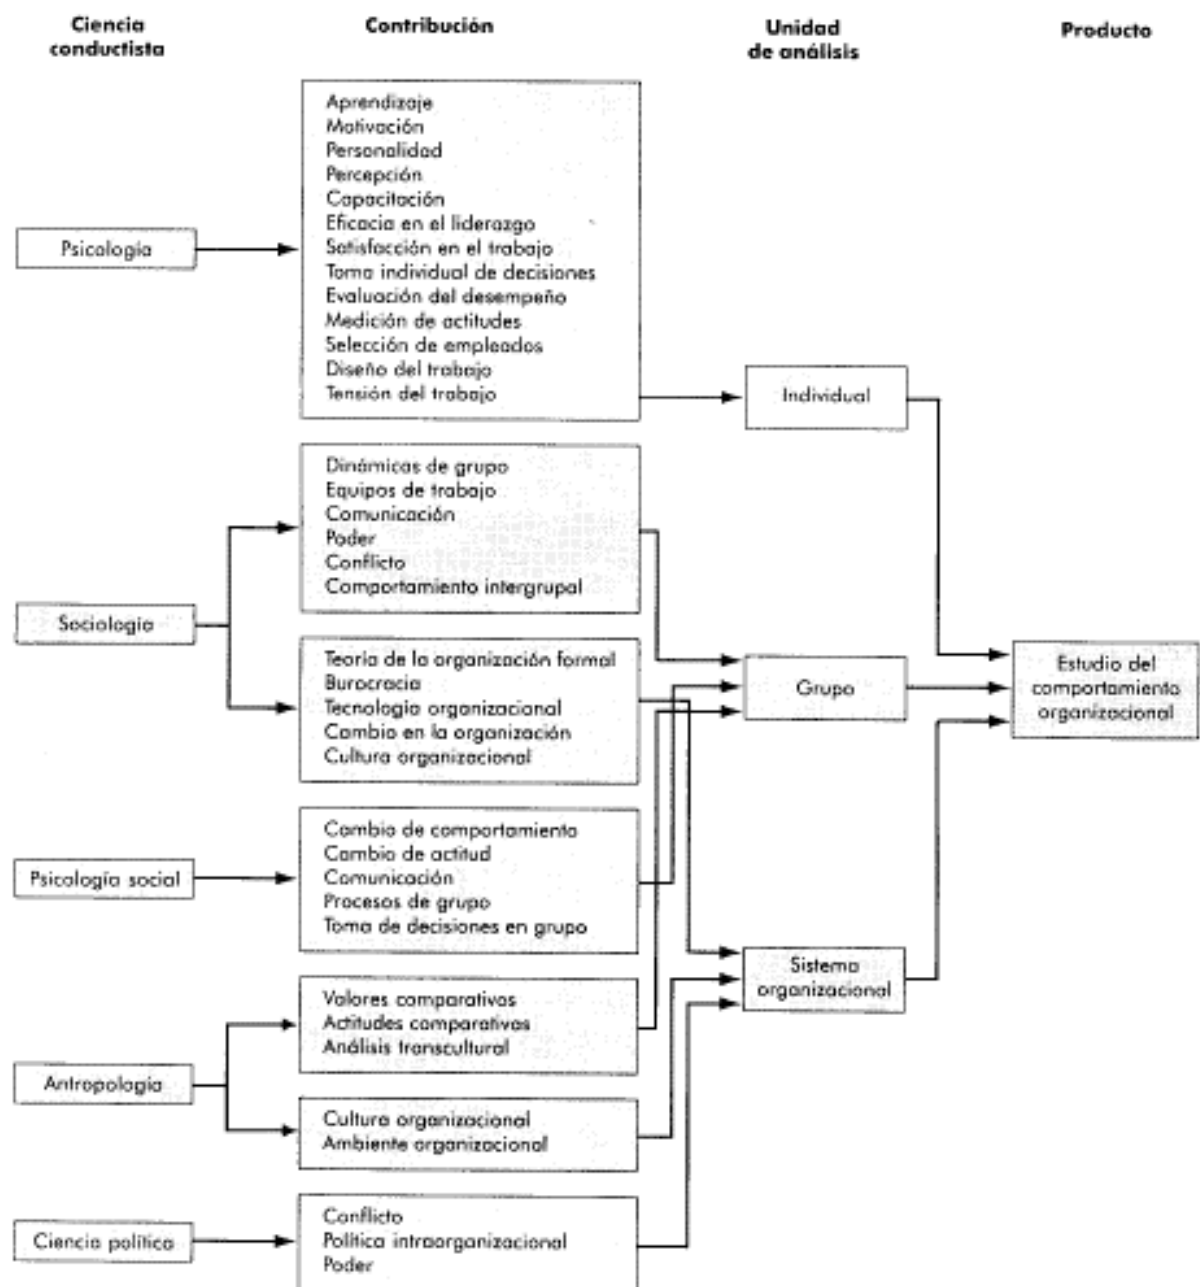 Ciencia
conductista
Contribución
Unidad
de análisis
Producto
Psicología
Aprendizaje
Motivación
Personalidad
Percepción
Capacitación
Eficacia en el liderazgo
Satisfacción en el trabajo
Toma individual de decisiones
Evaluación del desempeño
Medición de actitudes
Selección de empleados
Diseño del trabajo
Tensión del trabajo
Individual
Sociología
Dinámicas de grupo
Equipos de trabajo
Comunicación
Poder
Conflicto
Comportamiento intergrupal
Teoría de la organización formal
Burocracia
Tecnología organizacional
Cambio en la organización
Cultura organizacional
Grupo
Estudio del
comportamiento
organizacional
Psicología social
Cambio de comportamiento
Cambio de actitud
Comunicación
Procesos de grupo
Toma de decisiones en grupo
Sistema
organizacional
Antropología
Valores comparativos
Actitudes comparativas
Análisis transcultural
Cultura organizacional
Ambiente organizacional
Ciencia política
Conflicto
Política intraorganizacional
Poder